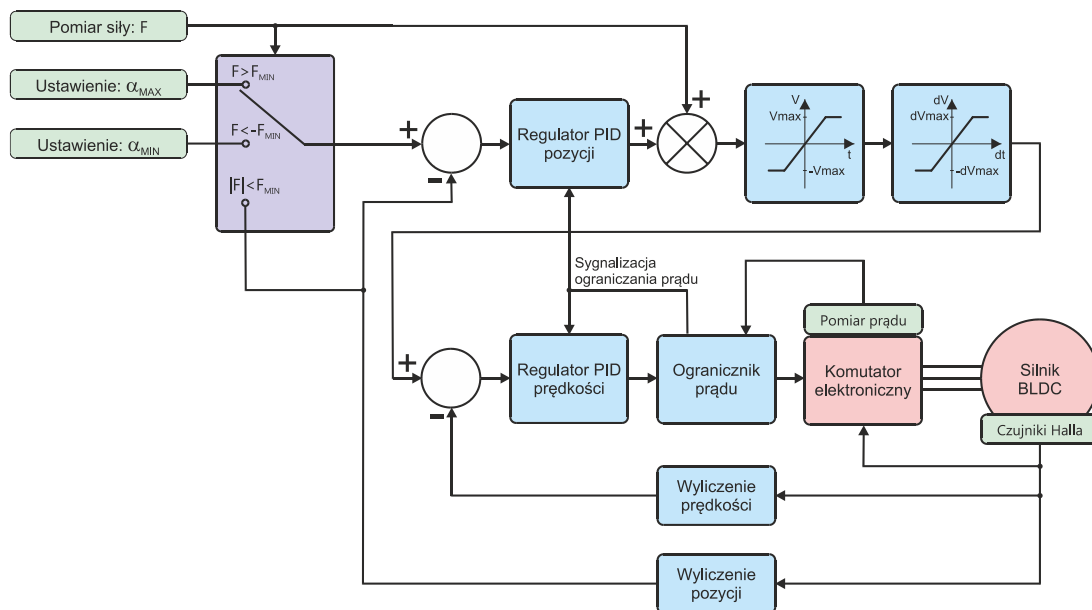 Pomiar siły: F
Ustawienie: αMAX
Ustawienie: αMIN
F>FMIN
F<-FMIN
|F|<FMIN
+
-
Regulator PID
pozycji
+
+
V
Vmax
t
-Vmax
dV
dVmax
dt
-dVmax
Sygnalizacja
ograniczania prądu
+
-
Regulator PID
prędkości
Ogranicznik
prądu
Pomiar prądu
Komutator
elektroniczny
Silnik
BLDC
Czujniki Halla
Wyliczenie
prędkości
Wyliczenie
pozycji